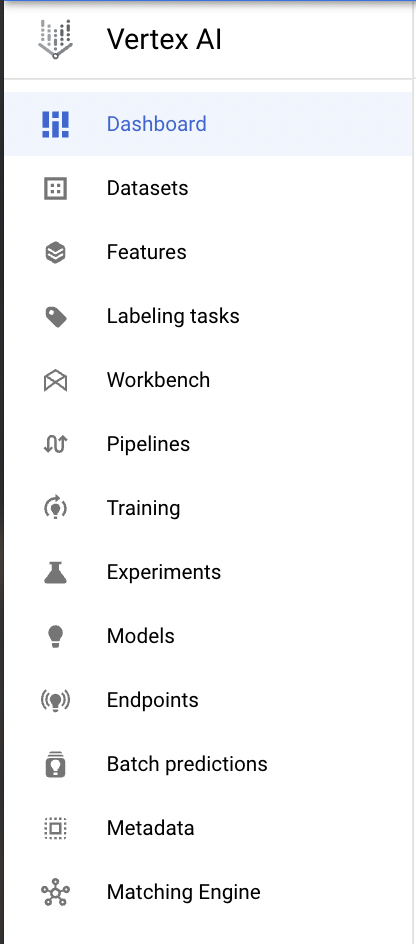 Vertex AI
Dashboard
Datasets
Features
Labeling tasks
Workbench
Pipelines
Training
Experiments
Models
Endpoints
Batch predictions
Metadata
Matching Engine